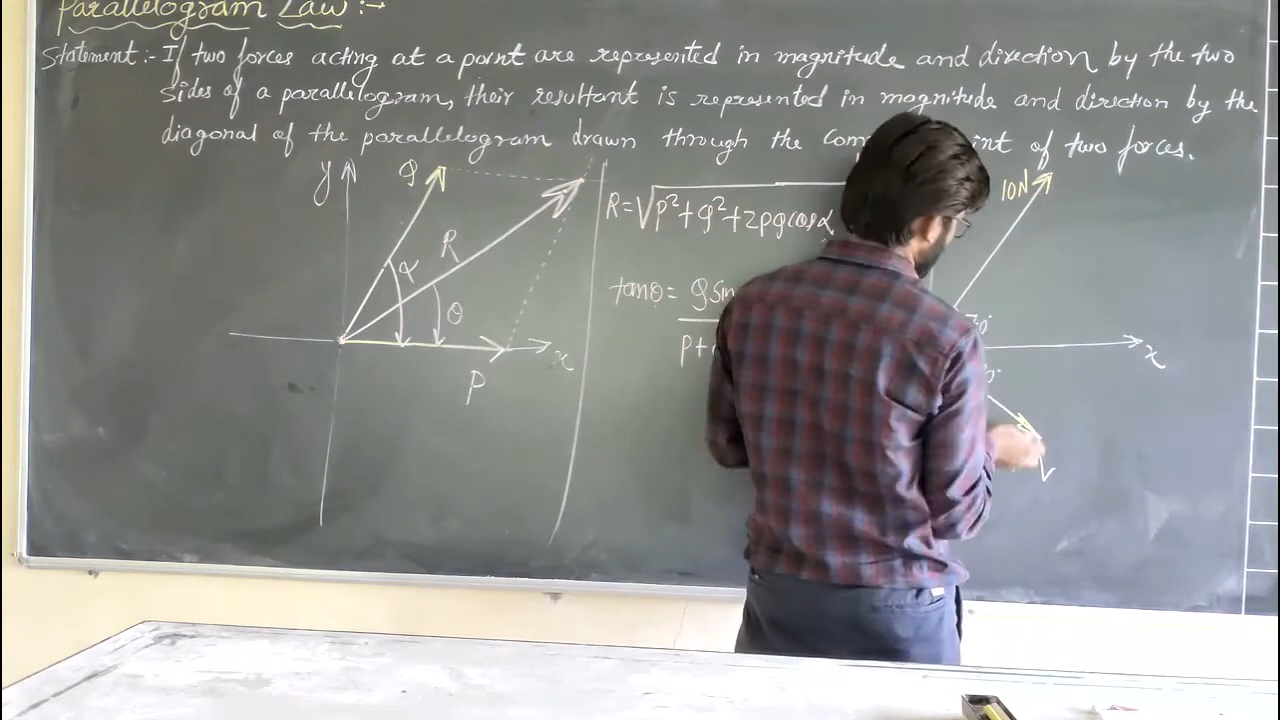 Parallelogram Law :-
Statement :- If two forces acting at a point are represented in magnitude and direction by the two
sides of a parallelogram, their resultant is represented in magnitude and direction by the
diagonal of the parallelogram drawn through the of two forces.
y Q
R
α
θ
x
P
R = √P²+Q²+2PQcosα
tanθ = Q Sin
P+
10N
x